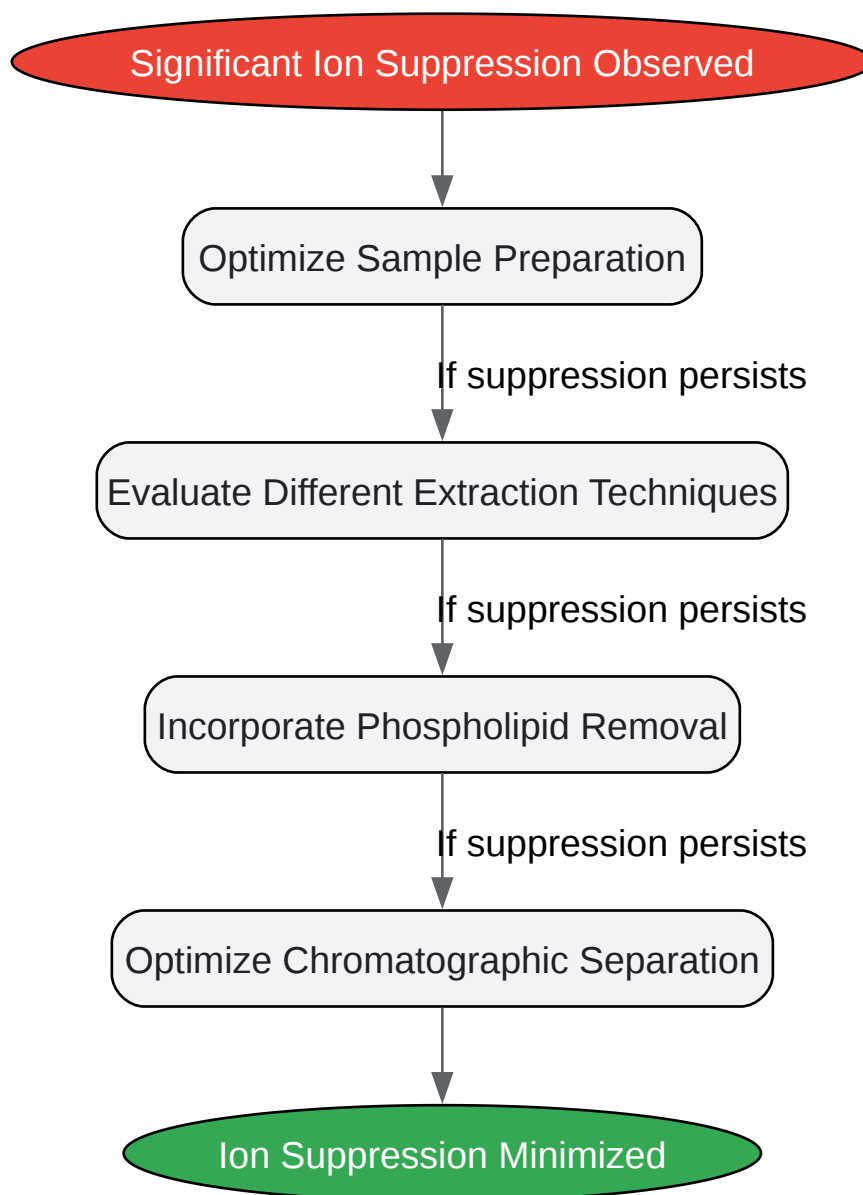 Significant Ion Suppression Observed
Optimize Sample Preparation
If suppression persists
Evaluate Different Extraction Techniques
If suppression persists
Incorporate Phospholipid Removal
If suppression persists
Optimize Chromatographic Separation
Ion Suppression Minimized